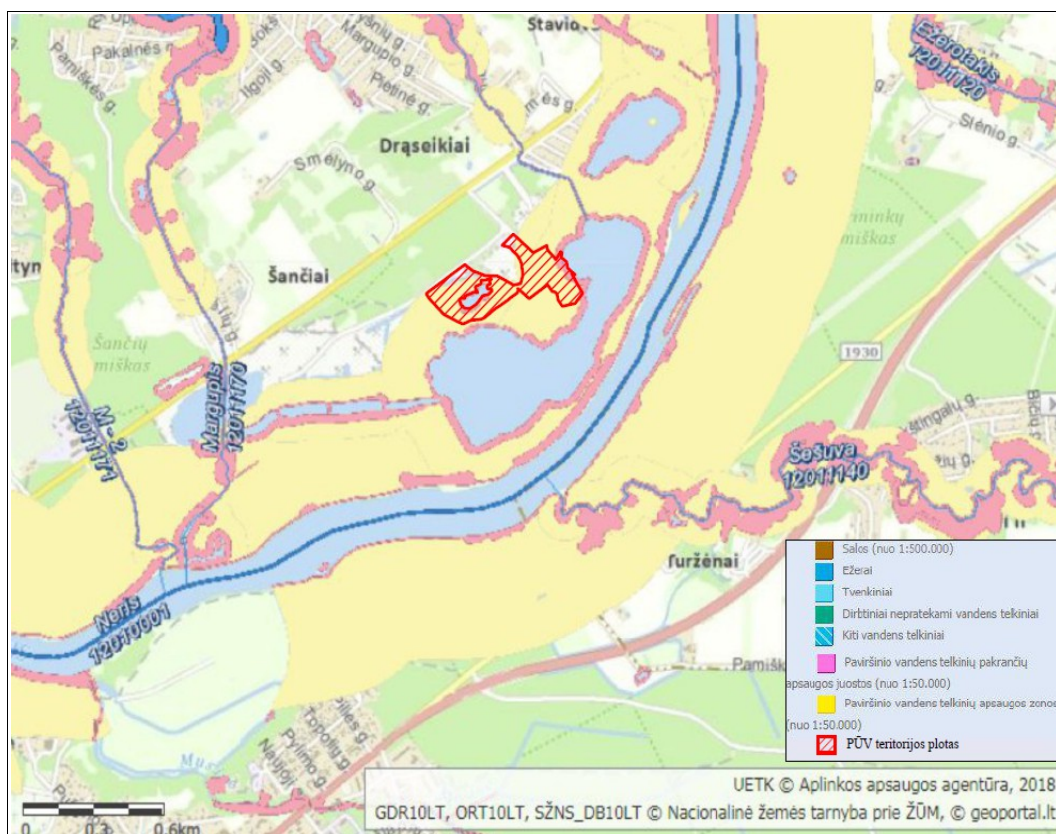 Pakalnės
Pamiškės g.
Ilgoji g.
Margupio g.
Pietinė g.
Drąseikiai
Smėlyno g.
Ežerotakis
12011120
Slėnio g.
Šančiai
Šančių
miškas
miškas
M - 2
12011171
Margupis
12011170
1930
Šešuva
12011140
Neris
12010001
Turžėnai
Topolių g.
Pylimo g.
Naujoji
Salos (nuo 1:500.000)
Ežerai
Tvenkiniai
Dirbtiniai nepratekami vandens telkiniai
Kiti vandens telkiniai
Paviršinio vandens telkinių pakrančių
apsaugos juostos (nuo 1:50.000)
Paviršinio vandens telkinių apsaugos zonos
(nuo 1:50.000)
PŪV teritorijos plotas
0 0.3 0.6km
UETK © Aplinkos apsaugos agentūra, 2018
GDR10LT, ORT10LT, SŽNS_DB10LT © Nacionalinė žemės tarnyba prie ŽŪM, © geoportal.lt